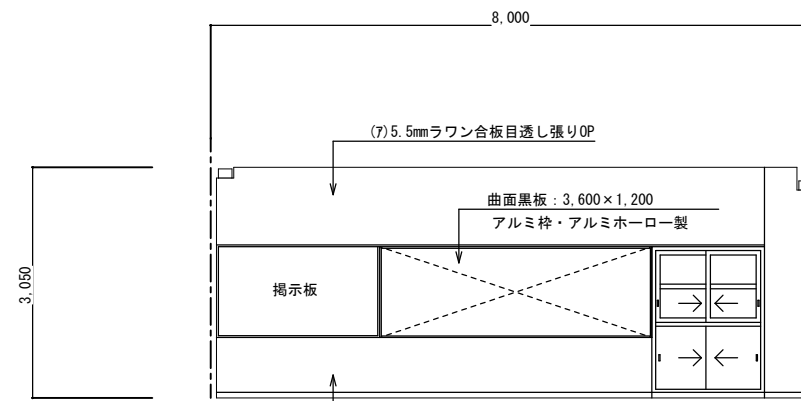 8,000
(ｱ)5.5mmラワン合板目透し張りOP
曲面黒板：3,600×1,200
アルミ枠・アルミホーロー製
掲示板
3,050